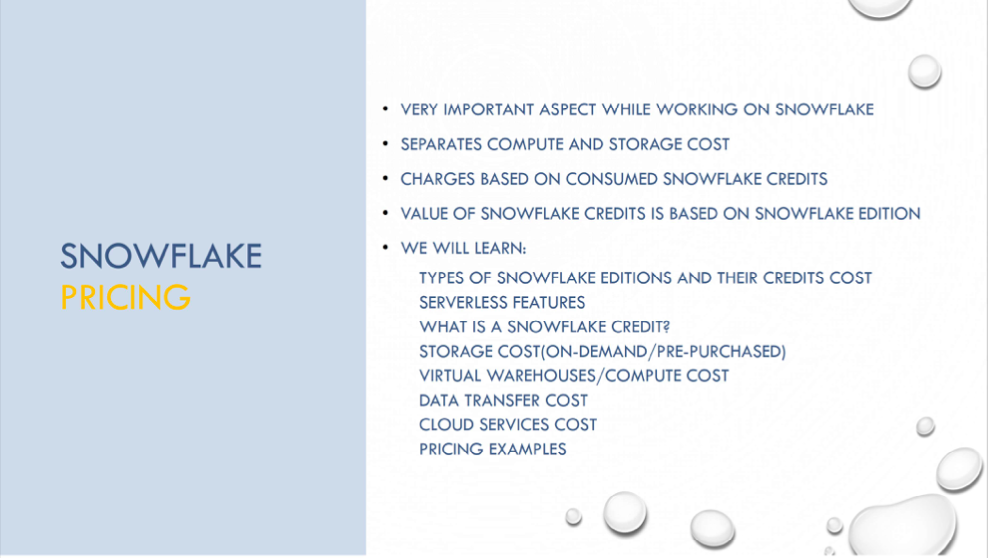 SNOWFLAKE
PRICING
• VERY IMPORTANT ASPECT WHILE WORKING ON SNOWFLAKE
• SEPARATES COMPUTE AND STORAGE COST
• CHARGES BASED ON CONSUMED SNOWFLAKE CREDITS
• VALUE OF SNOWFLAKE CREDITS IS BASED ON SNOWFLAKE EDITION
• WE WILL LEARN:
TYPES OF SNOWFLAKE EDITIONS AND THEIR CREDITS COST
SERVERLESS FEATURES
WHAT IS A SNOWFLAKE CREDIT?
STORAGE COST(ON-DEMAND/PRE-PURCHASED)
VIRTUAL WAREHOUSES/COMPUTE COST
DATA TRANSFER COST
CLOUD SERVICES COST
PRICING EXAMPLES